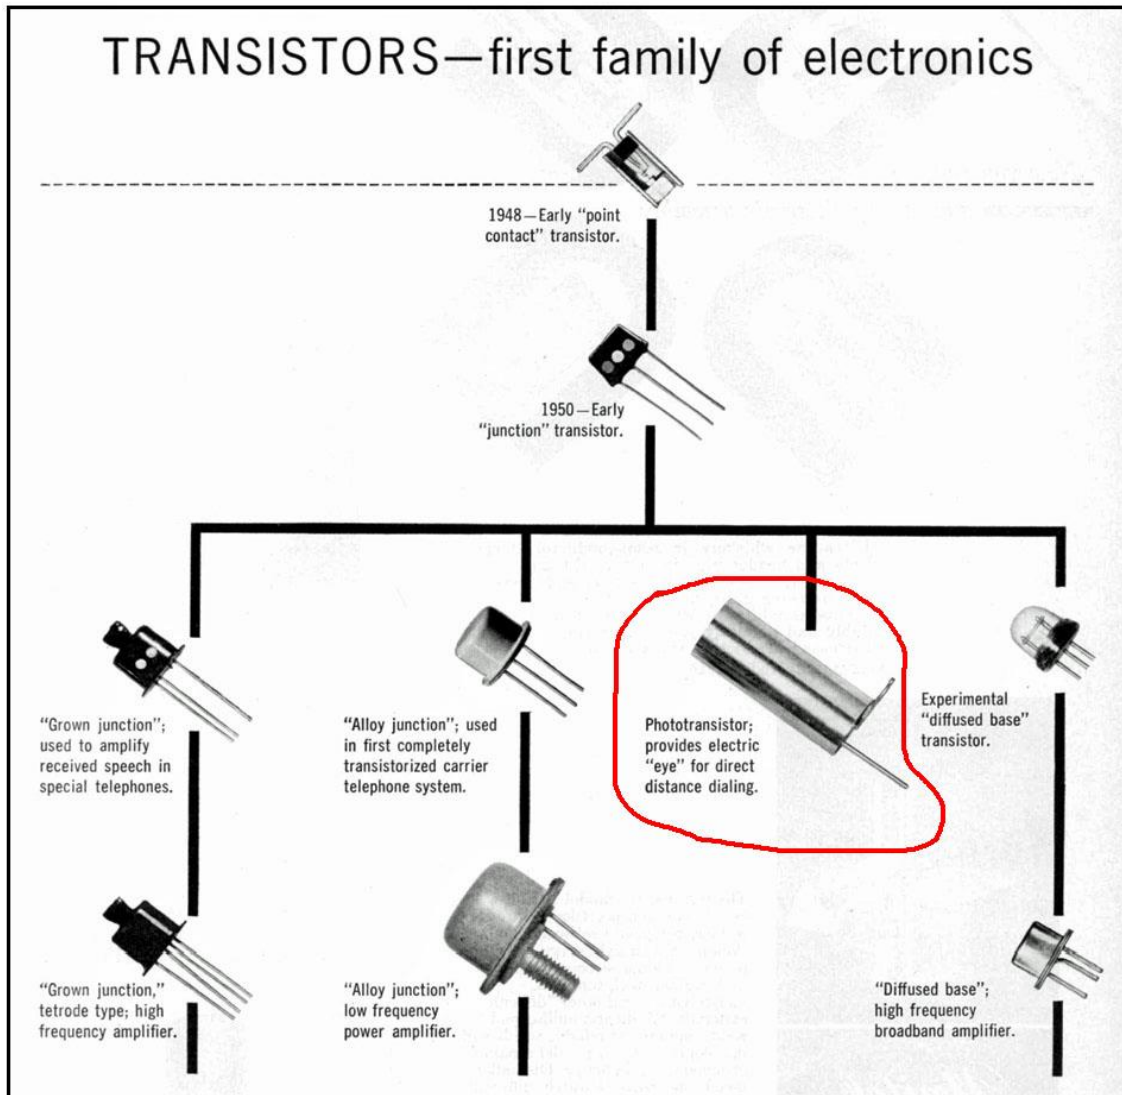 TRANSISTORS—first family of electronics
1948—Early “point
contact” transistor.
1950—Early
“junction” transistor.
“Grown junction”;
used to amplify
received speech in
special telephones.
“Alloy junction”; used
in first completely
transistorized carrier
telephone system.
Phototransistor;
provides electric
“eye” for direct
distance dialing.
Experimental
“diffused base”
transistor.
“Grown junction,”
tetrode type; high
frequency amplifier.
“Alloy junction”;
low frequency
power amplifier.
“Diffused base”;
high frequency
broadband amplifier.